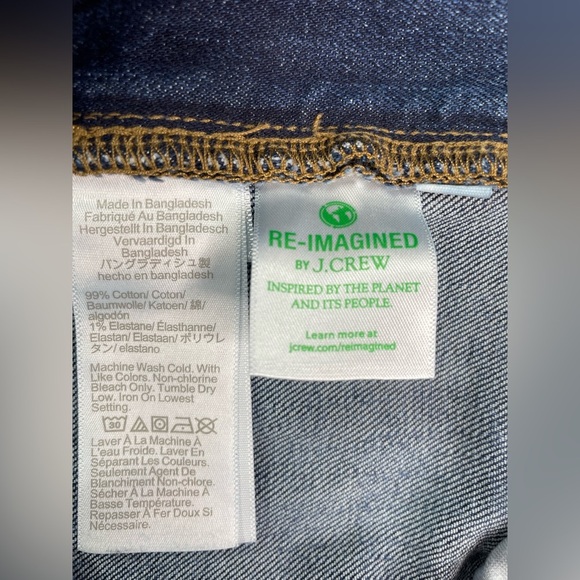 Made In Bangladesh
Fabriqué Au Bangladesh
Hergestellt In Bangladesch
Vervaardigd In
Bangladesh
バングラディシュ製
hecho en bangladesh
99% Cotton/ Coton/
Baumwolle/ Katoen/ 綿/
algodón
1% Elastane/ Élasthanne/
Elastan/ Elastaan/ ポリウレ
タン/ elastano
Machine Wash Cold. With
Like Colors. Non-chlorine
Bleach Only. Tumble Dry
Low. Iron On Lowest
Setting.
30
Laver À La Machine À
L'eau Froide. Laver En
Séparant Les Couleurs.
Seulement Agent De
Blanchiment Non-chlore.
Sécher À La Machine À
Basse Température.
Repasser À Fer Doux Si
Nécessaire.
RE-IMAGINED
BY J.CREW
INSPIRED BY THE PLANET
AND ITS PEOPLE.
Learn more at
jcrew.com/reimagined